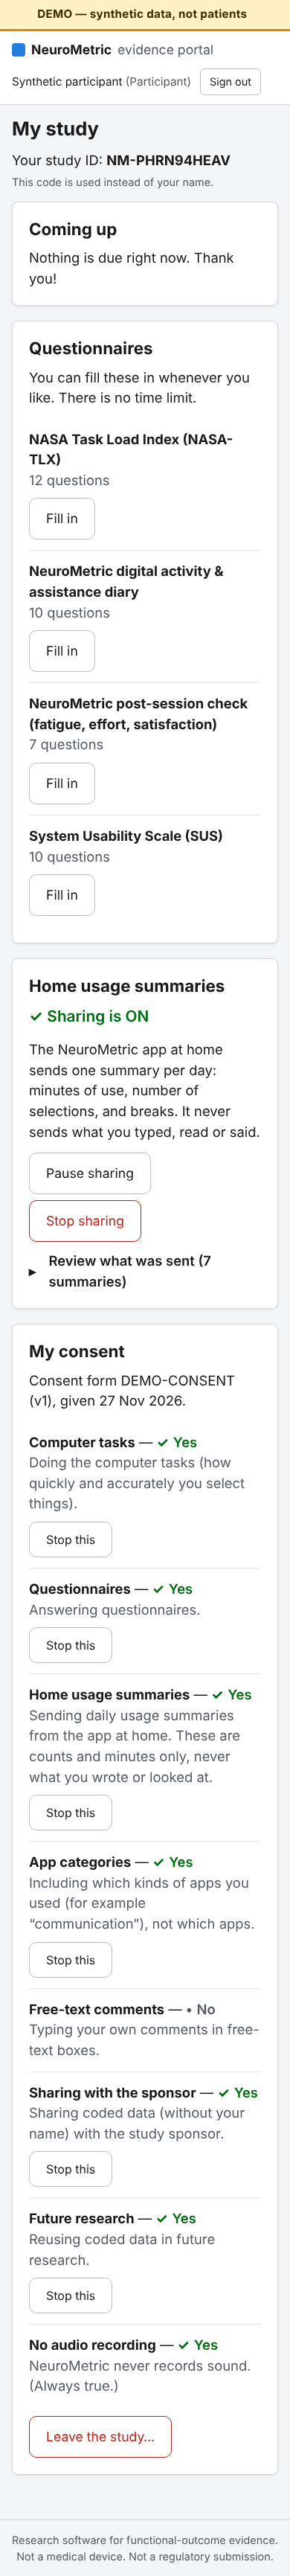 DEMO — synthetic data, not patients
NeuroMetric evidence portal
Synthetic participant (Participant) Sign out
My study
Your study ID: NM-PHRN94HEAV
This code is used instead of your name.
Coming up
Nothing is due right now. Thank
you!
Questionnaires
You can fill these in whenever you
like. There is no time limit.
NASA Task Load Index (NASA-
TLX)
12 questions
Fill in
NeuroMetric digital activity &
assistance diary
10 questions
Fill in
NeuroMetric post-session check
(fatigue, effort, satisfaction)
7 questions
Fill in
System Usability Scale (SUS)
10 questions
Fill in
Home usage summaries
✓ Sharing is ON
The NeuroMetric app at home
sends one summary per day:
minutes of use, number of
selections, and breaks. It never
sends what you typed, read or said.
Pause sharing
Stop sharing
▶ Review what was sent (7
summaries)
My consent
Consent form DEMO-CONSENT
(v1), given 27 Nov 2026.
Computer tasks — ✓ Yes
Doing the computer tasks (how
quickly and accurately you select
things).
Stop this
Questionnaires — ✓ Yes
Answering questionnaires.
Stop this
Home usage summaries — ✓ Yes
Sending daily usage summaries
from the app at home. These are
counts and minutes only, never
what you wrote or looked at.
Stop this
App categories — ✓ Yes
Including which kinds of apps you
used (for example
“communication”), not which apps.
Stop this
Free-text comments — • No
Typing your own comments in free-
text boxes.
Sharing with the sponsor — ✓ Yes
Sharing coded data (without your
name) with the study sponsor.
Stop this
Future research — ✓ Yes
Reusing coded data in future
research.
Stop this
No audio recording — ✓ Yes
NeuroMetric never records sound.
(Always true.)
Leave the study...
Research software for functional-outcome evidence.
Not a medical device. Not a regulatory submission.